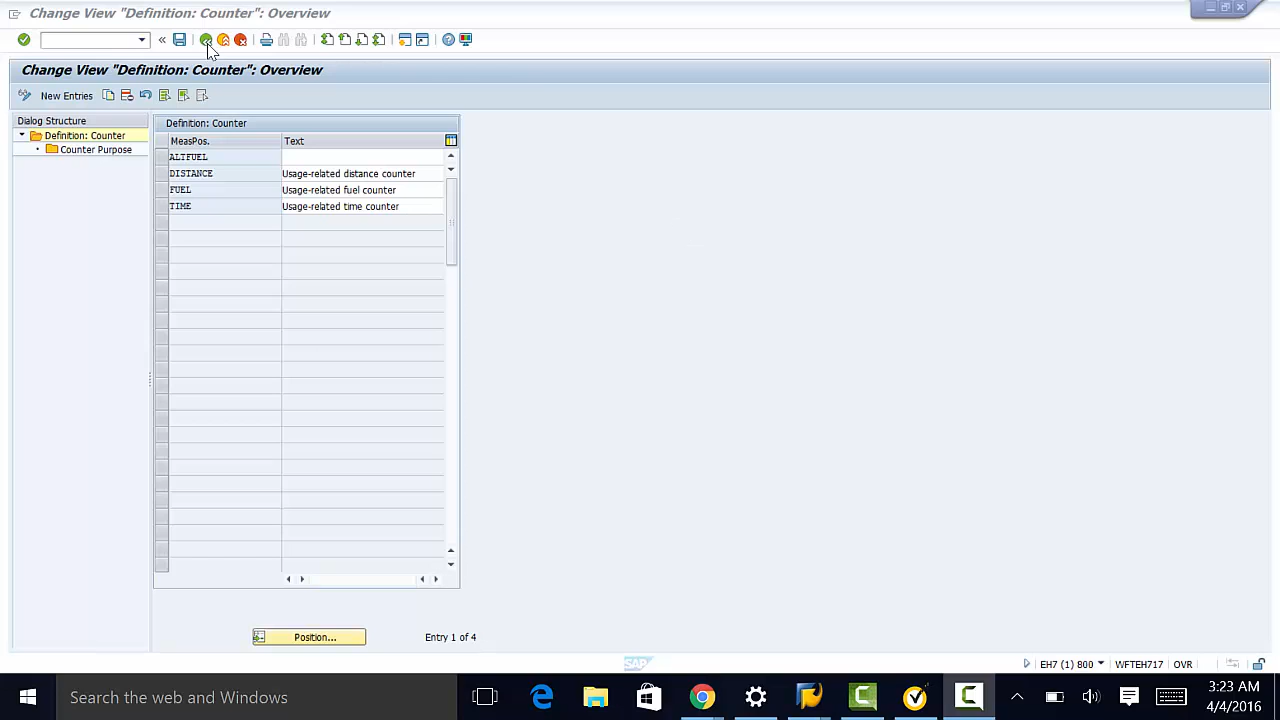 Change View "Definition: Counter": Overview
Change View "Definition: Counter": Overview
New Entries
Dialog Structure
Definition: Counter
Counter Purpose
Definition: Counter
MeasPos. Text
ALTFUEL
DISTANCE Usage-related distance counter
FUEL Usage-related fuel counter
TIME Usage-related time counter
Position... Entry 1 of 4
SAP
EH7 (1) 800 WFTEH717 OVR
Search the web and Windows
3:23 AM
4/4/2016